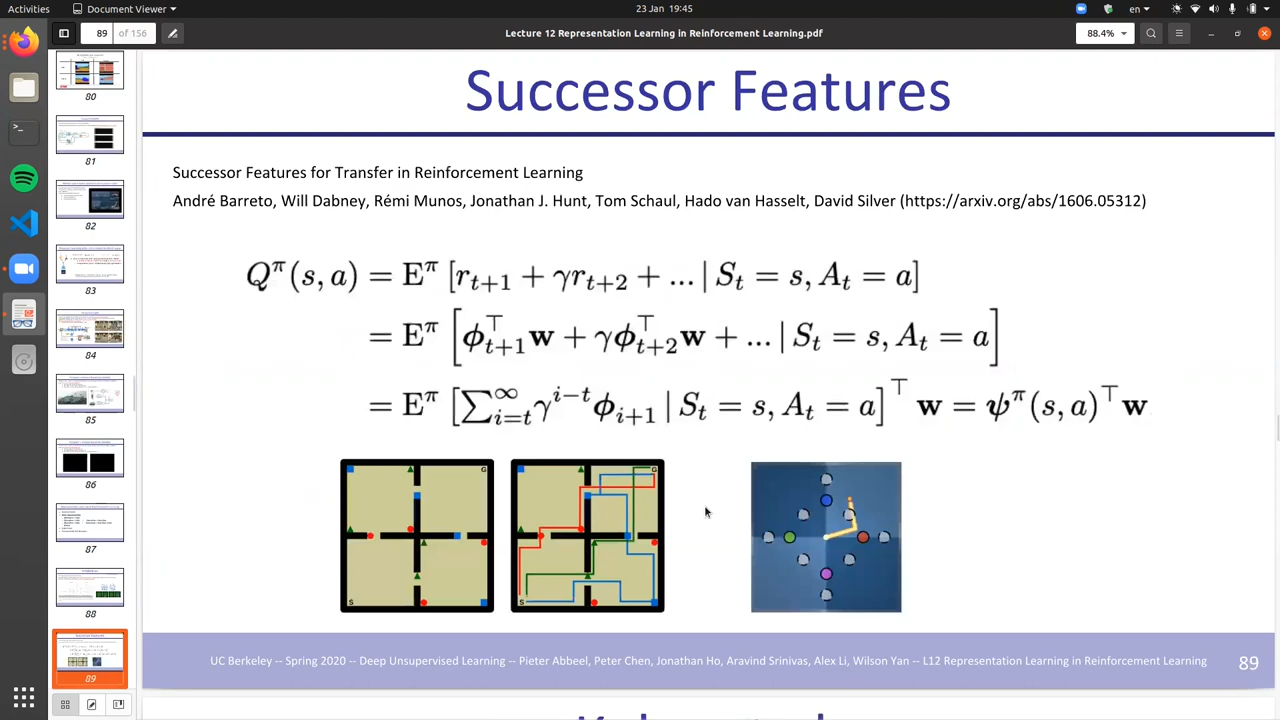 Activities
Document Viewer
23 Jan 19:45
en
89 of 156
Lecture 12 Representation Learning in Reinforcement Learning.pdf
88.4%
80
81
82
83
84
85
86
87
88
89
Successor Features
Successor Features for Transfer in Reinforcement Learning
André Barreto, Will Dabney, Rémi Munos, Jonathan J. Hunt, Tom Schaul, Hado van Hasselt, David Silver (https://arxiv.org/abs/1606.05312)
Q^π(s, a) = E^π [r_{t+1} + γr_{t+2} + ... | S_t = s, A_t = a]
= E^π [ϕ_{t+1}^⊤ w + γϕ_{t+2}^⊤ w + ... | S_t = s, A_t = a]
= E^π [∑_{i=t}^∞ γ^{i−t} ϕ_{i+1} | S_t = s, A_t = a]^⊤ w = ψ^π(s, a)^⊤ w
G
S
G
S
UC Berkeley -- Spring 2020 -- Deep Unsupervised Learning -- Pieter Abbeel, Peter Chen, Jonathan Ho, Aravind Srinivas, Alex Li, Wilson Yan -- L12 Representation Learning in Reinforcement Learning
89